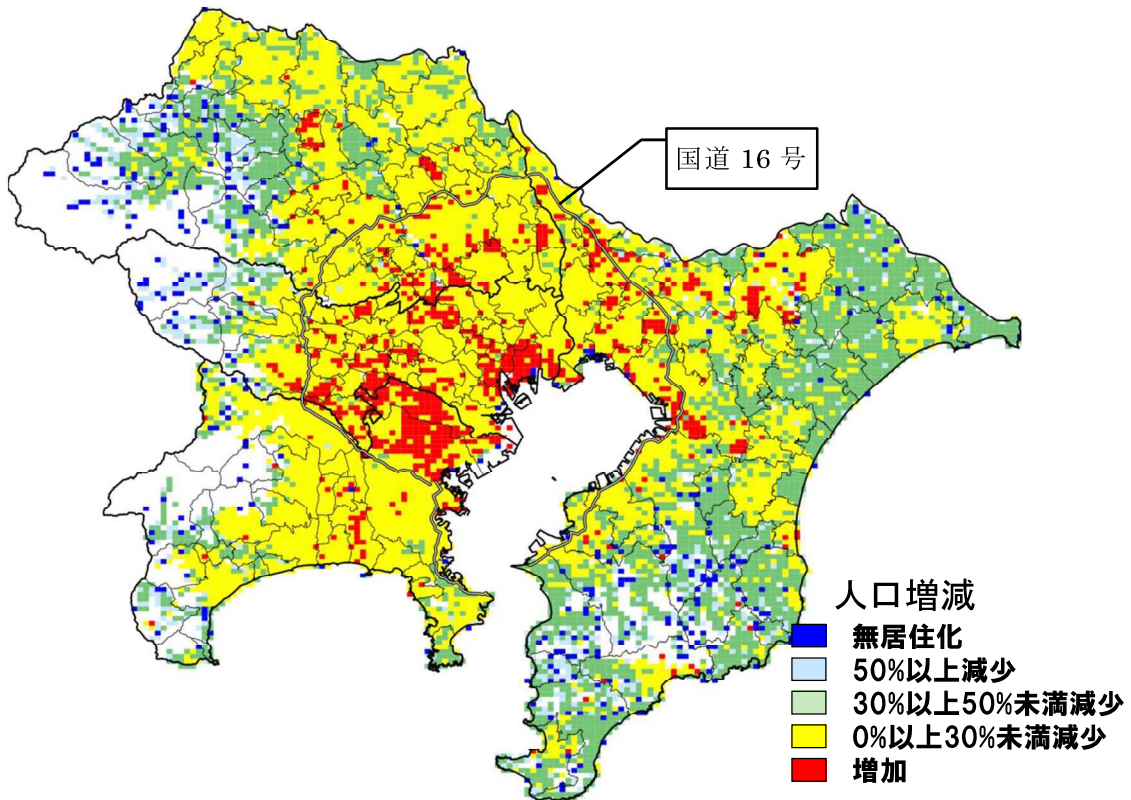 国道 16 号
人口増減
無居住化
50%以上減少
30%以上50%未満減少
0%以上30%未満減少
増加